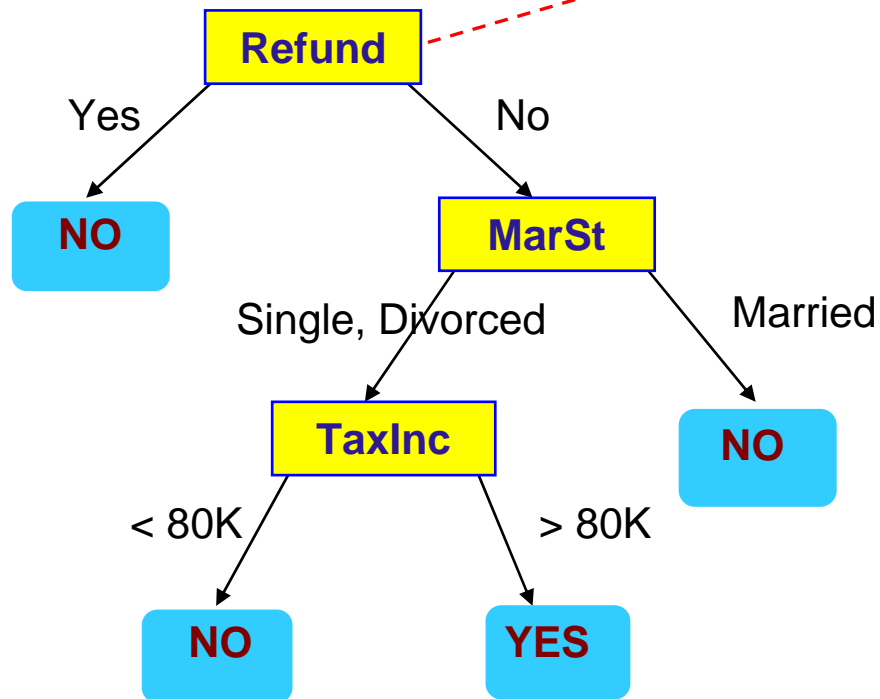 Refund
Yes
No
NO
MarSt
Single, Divorced
Married
TaxInc
NO
< 80K
> 80K
NO
YES